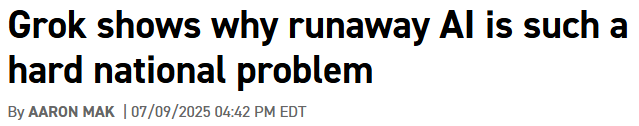 Grok shows why runaway AI is such a
hard national problem
By AARON MAK | 07/09/2025 04:42 PM EDT